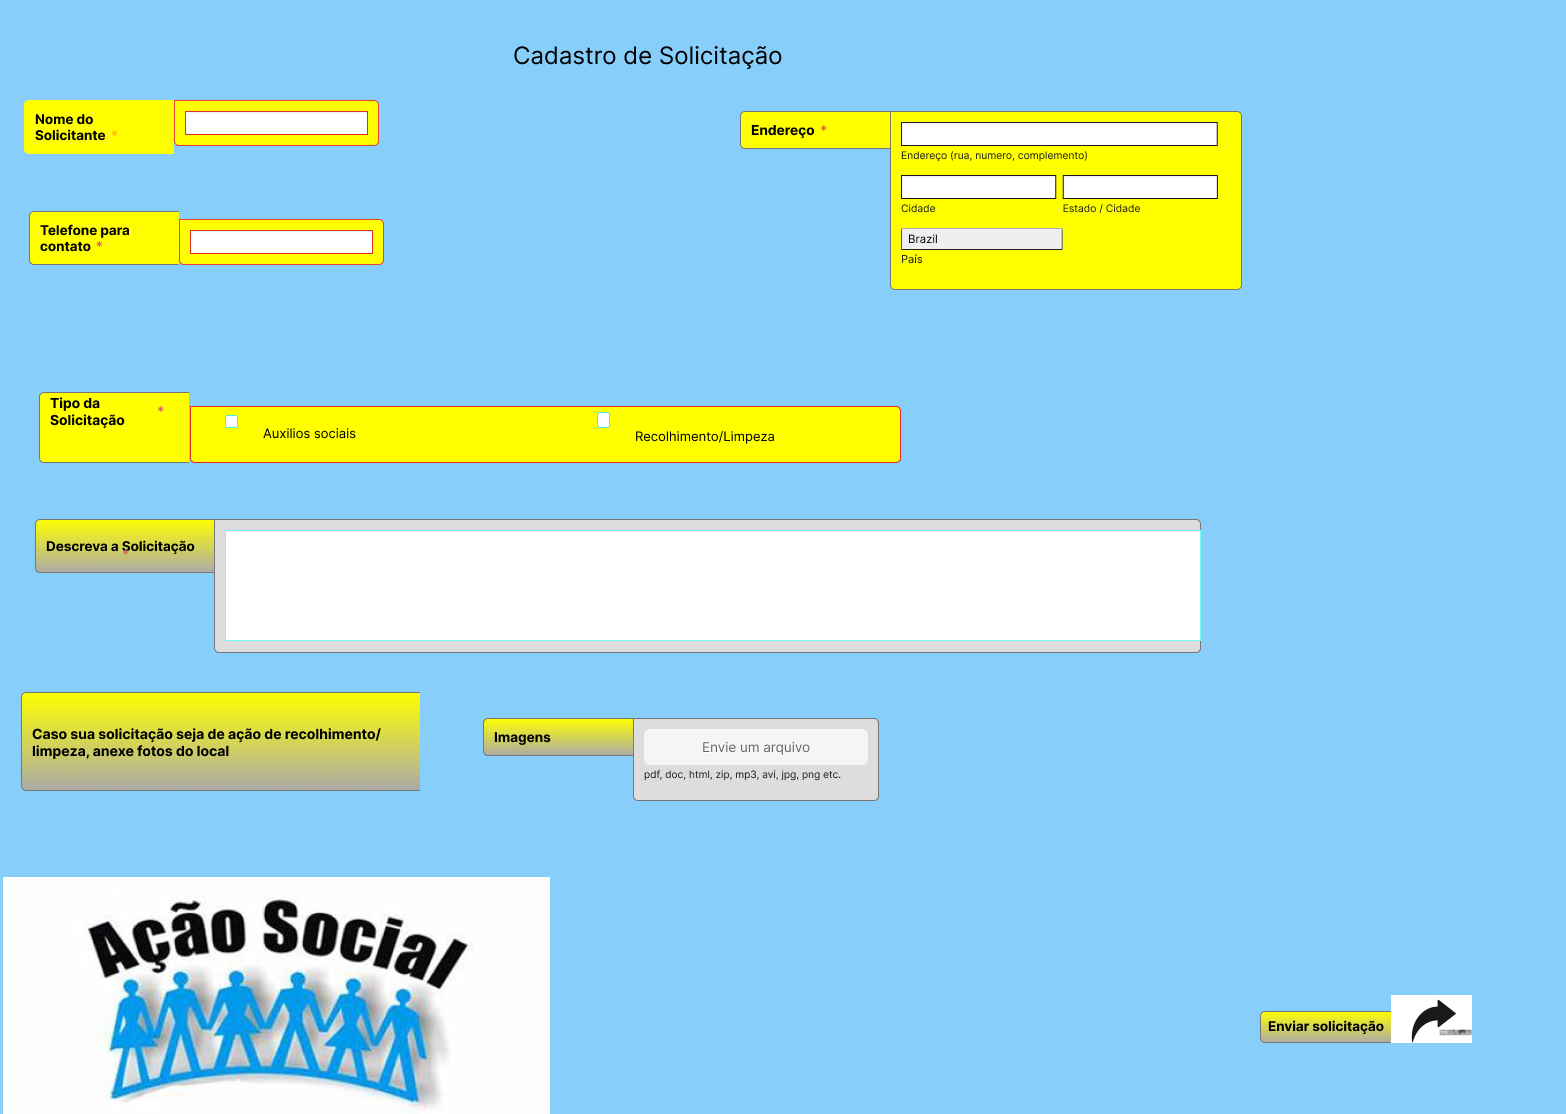 Cadastro de Solicitação
Nome do
Solicitante *
Endereço *
Endereço (rua, numero, complemento)
Cidade
Estado / Cidade
Brazil
País
Telefone para
contato *
Tipo da
Solicitação *
Auxilios sociais
Recolhimento/Limpeza
Descreva a Solicitação
*
Caso sua solicitação seja de ação de recolhimento/
limpeza, anexe fotos do local
Imagens
Envie um arquivo
pdf, doc, html, zip, mp3, avi, jpg, png etc.
Ação Social
Enviar solicitação